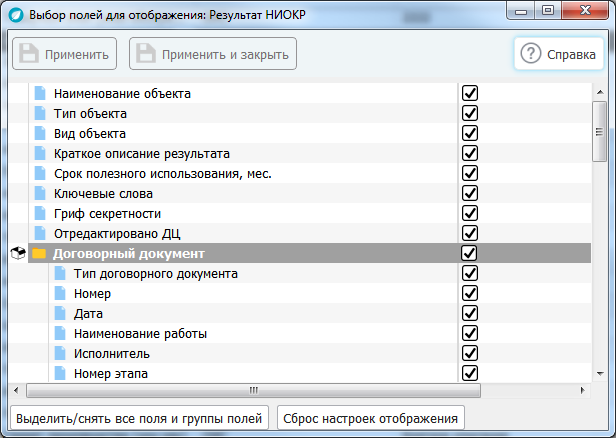 Выбор полей для отображения: Результат НИОКР
Применить
Применить и закрыть
Справка
Наименование объекта
Тип объекта
Вид объекта
Краткое описание результата
Срок полезного использования, мес.
Ключевые слова
Гриф секретности
Отредактировано ДЦ
Договорный документ
Тип договорного документа
Номер
Дата
Наименование работы
Исполнитель
Номер этапа
Выделить/снять все поля и группы полей
Сброс настроек отображения